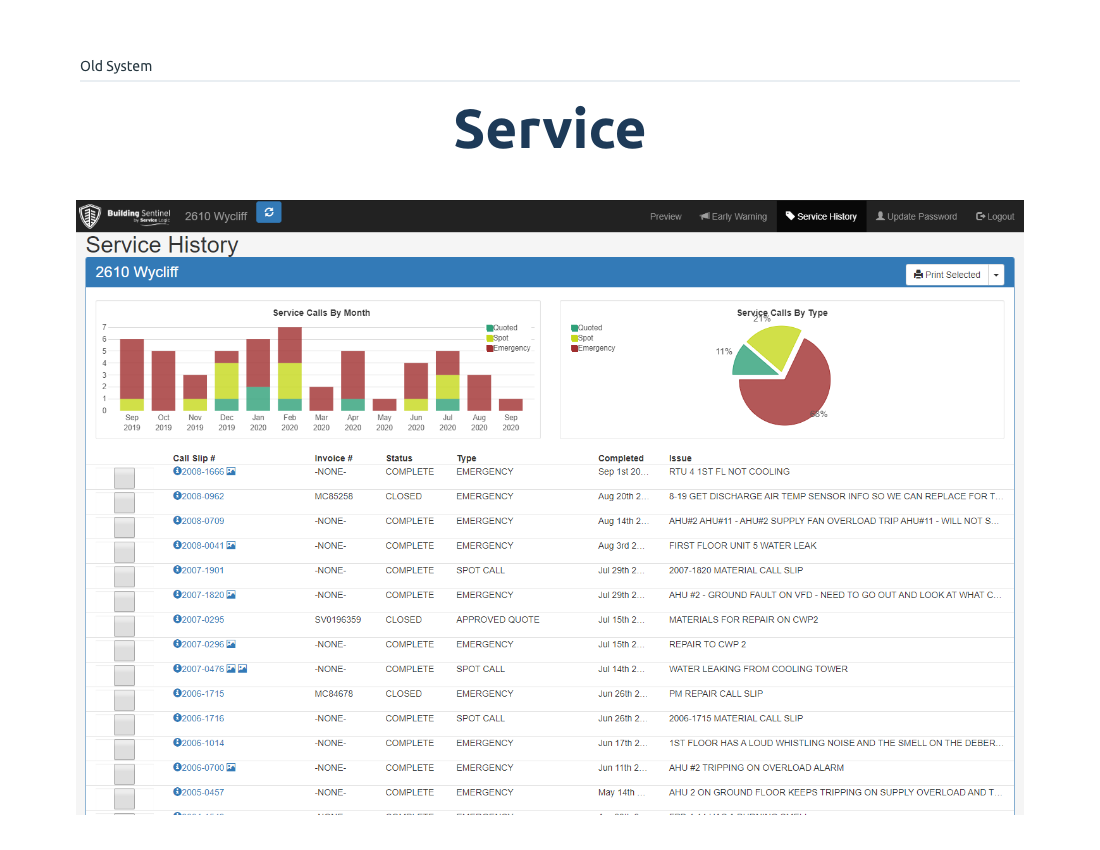 Old System
Service
Building Sentinel
by Service Logic
2610 Wycliff
Preview
Early Warning
Service History
Update Password
Logout
Service History
2610 Wycliff
Print Selected
Service Calls By Month
7
6
5
4
3
2
1
0
Quoted
Spot
Emergency
Sep Oct Nov Dec Jan Feb Mar Apr May Jun Jul Aug Sep
2019 2019 2019 2019 2020 2020 2020 2020 2020 2020 2020 2020 2020
Service Calls By Type
Quoted
Spot
Emergency
21%
11%
Call Slip # Invoice # Status Type Completed Issue
2008-1666 -NONE- COMPLETE EMERGENCY Sep 1st 20... RTU 4 1ST FL NOT COOLING
2008-0962 MC85258 CLOSED EMERGENCY Aug 20th 2... 8-19 GET DISCHARGE AIR TEMP SENSOR INFO SO WE CAN REPLACE FOR T...
2008-0709 -NONE- COMPLETE EMERGENCY Aug 14th 2... AHU#2 AHU#11 - AHU#2 SUPPLY FAN OVERLOAD TRIP AHU#11 - WILL NOT S...
2008-0041 -NONE- COMPLETE EMERGENCY Aug 3rd 2... FIRST FLOOR UNIT 5 WATER LEAK
2007-1901 -NONE- COMPLETE SPOT CALL Jul 29th 2... 2007-1820 MATERIAL CALL SLIP
2007-1820 -NONE- COMPLETE EMERGENCY Jul 29th 2... AHU #2 - GROUND FAULT ON VFD - NEED TO GO OUT AND LOOK AT WHAT C...
2007-0295 SV0196359 CLOSED APPROVED QUOTE Jul 15th 2... MATERIALS FOR REPAIR ON CWP2
2007-0296 -NONE- COMPLETE EMERGENCY Jul 15th 2... REPAIR TO CWP 2
2007-0476 -NONE- COMPLETE SPOT CALL Jul 14th 2... WATER LEAKING FROM COOLING TOWER
2006-1715 MC84678 CLOSED EMERGENCY Jun 26th 2... PM REPAIR CALL SLIP
2006-1716 -NONE- COMPLETE SPOT CALL Jun 26th 2... 2006-1715 MATERIAL CALL SLIP
2006-1014 -NONE- COMPLETE EMERGENCY Jun 17th 2... 1ST FLOOR HAS A LOUD WHISTLING NOISE AND THE SMELL ON THE DEBER...
2006-0700 -NONE- COMPLETE EMERGENCY Jun 11th 2... AHU #2 TRIPPING ON OVERLOAD ALARM
2005-0457 -NONE- COMPLETE EMERGENCY May 14th ... AHU 2 ON GROUND FLOOR KEEPS TRIPPING ON SUPPLY OVERLOAD AND T...